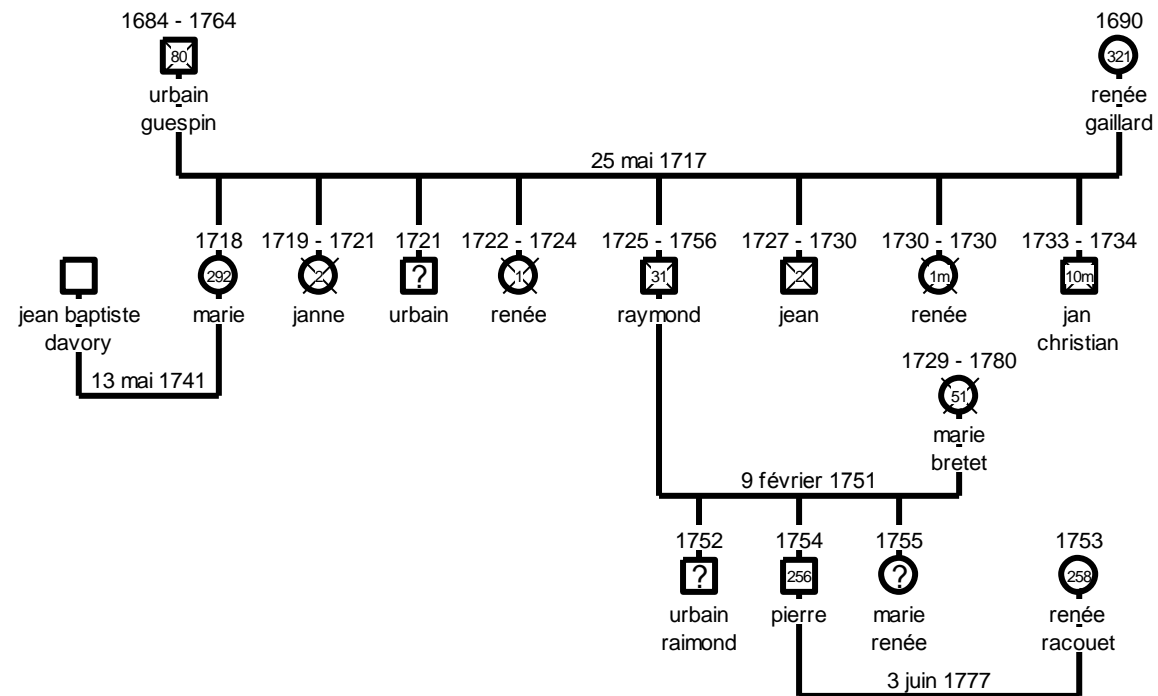 1684 - 1764
1690
80
321
urbain
guespin
renée
gaillard
25 mai 1717
1718
1719 - 1721
1721
1722 - 1724
1725 - 1756
1727 - 1730
1730 - 1730
1733 - 1734
292
2
?
1
31
2
1m
10m
jean baptiste
davory
marie
janne
urbain
renée
raymond
jean
renée
jan
christian
13 mai 1741
1729 - 1780
51
marie
bretet
9 février 1751
1752
1754
1755
1753
?
256
?
258
urbain
raimond
pierre
marie
renée
renée
racouet
3 juin 1777